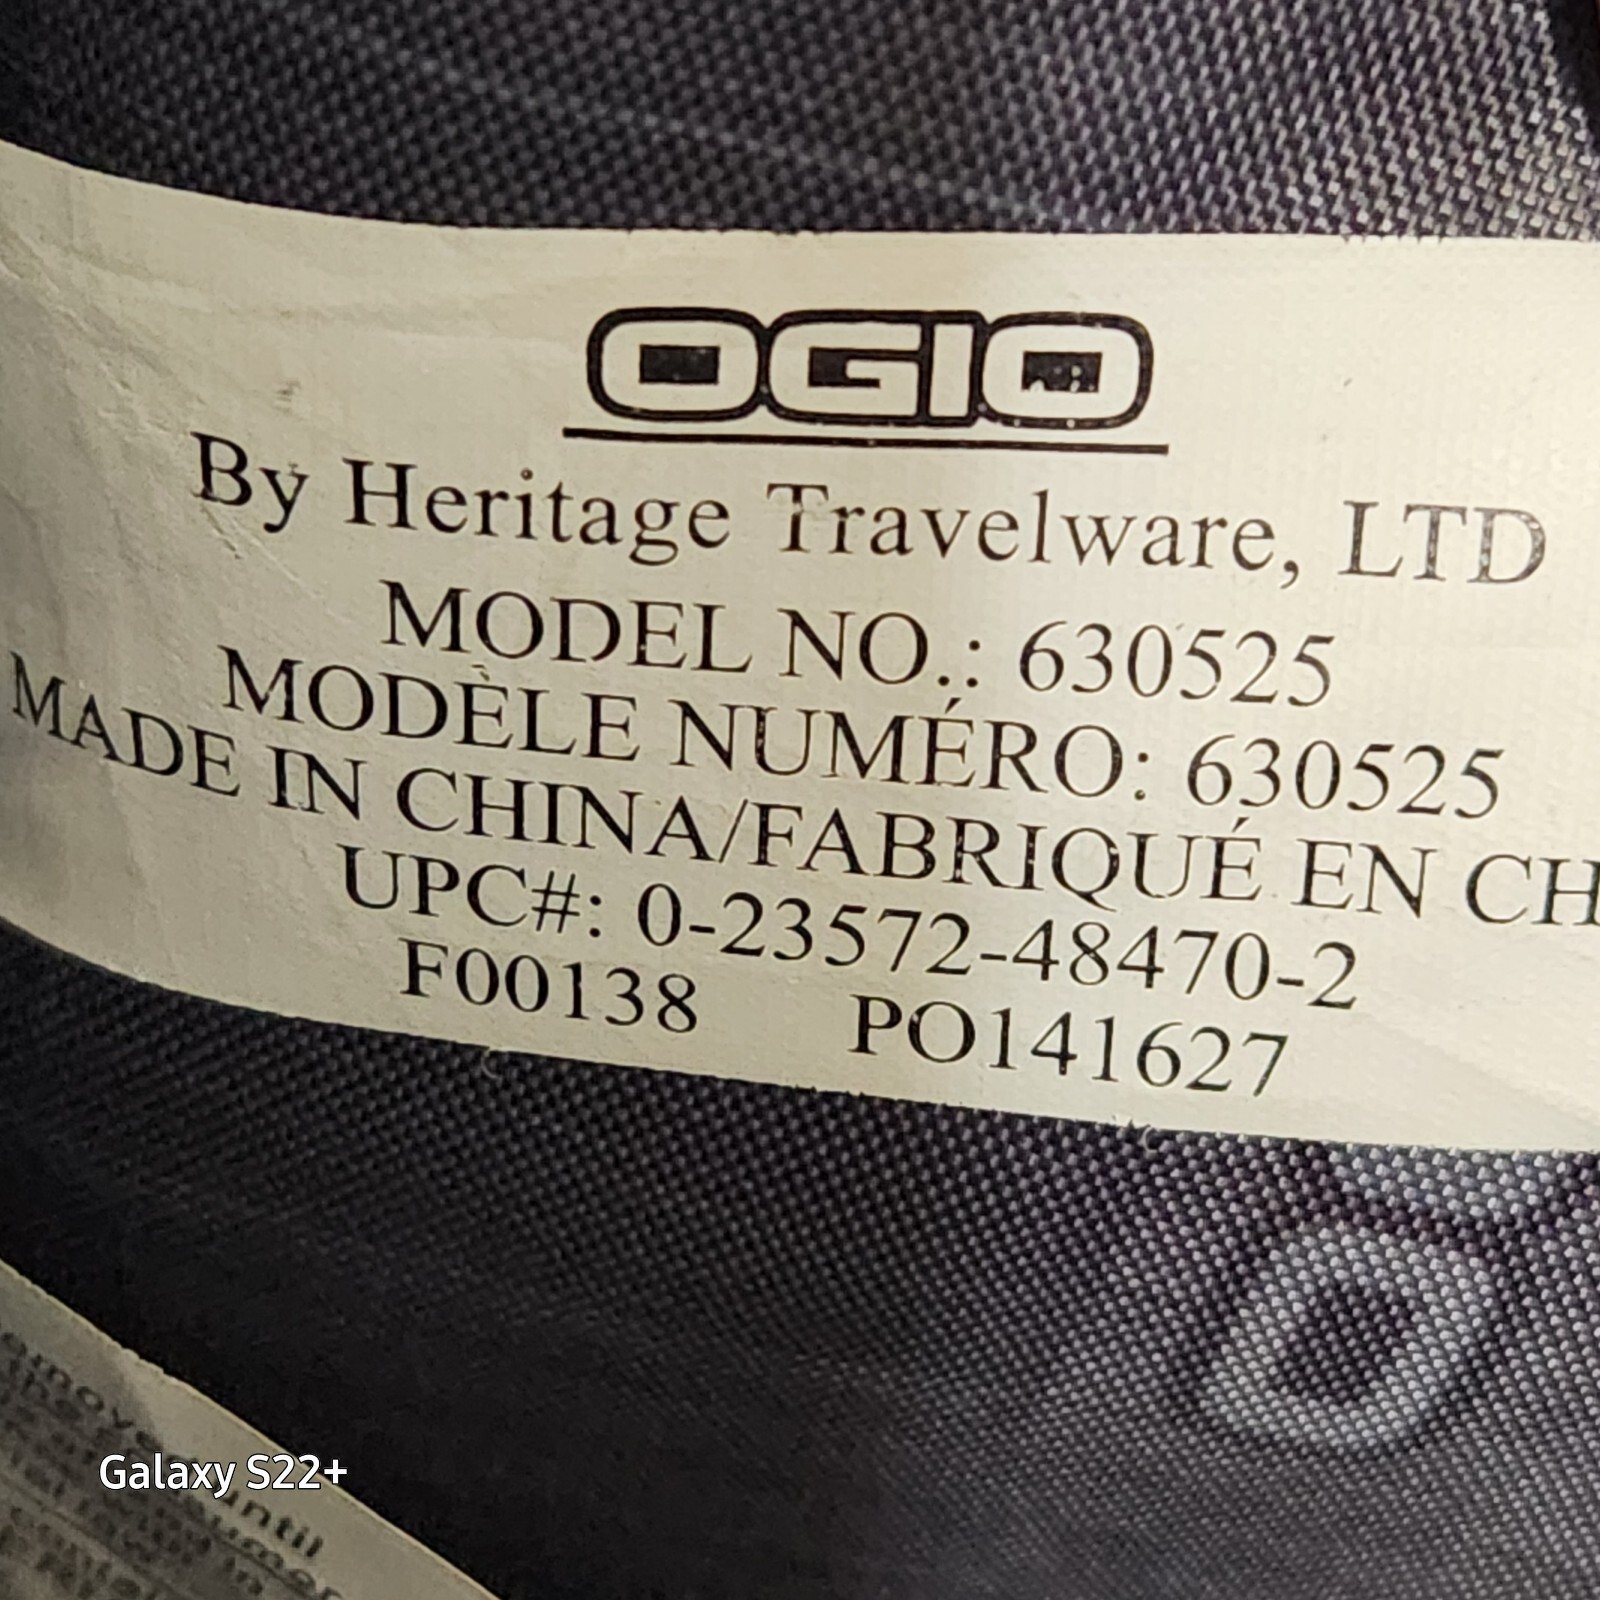 OGIO
By Heritage Travelware, LTD
MODEL NO.: 630525
MODÈLE NUMÉRO: 630525
MADE IN CHINA/FABRIQUÉ EN CH
UPC#: 0-23572-48470-2
F00138 PO141627
Galaxy S22+
until